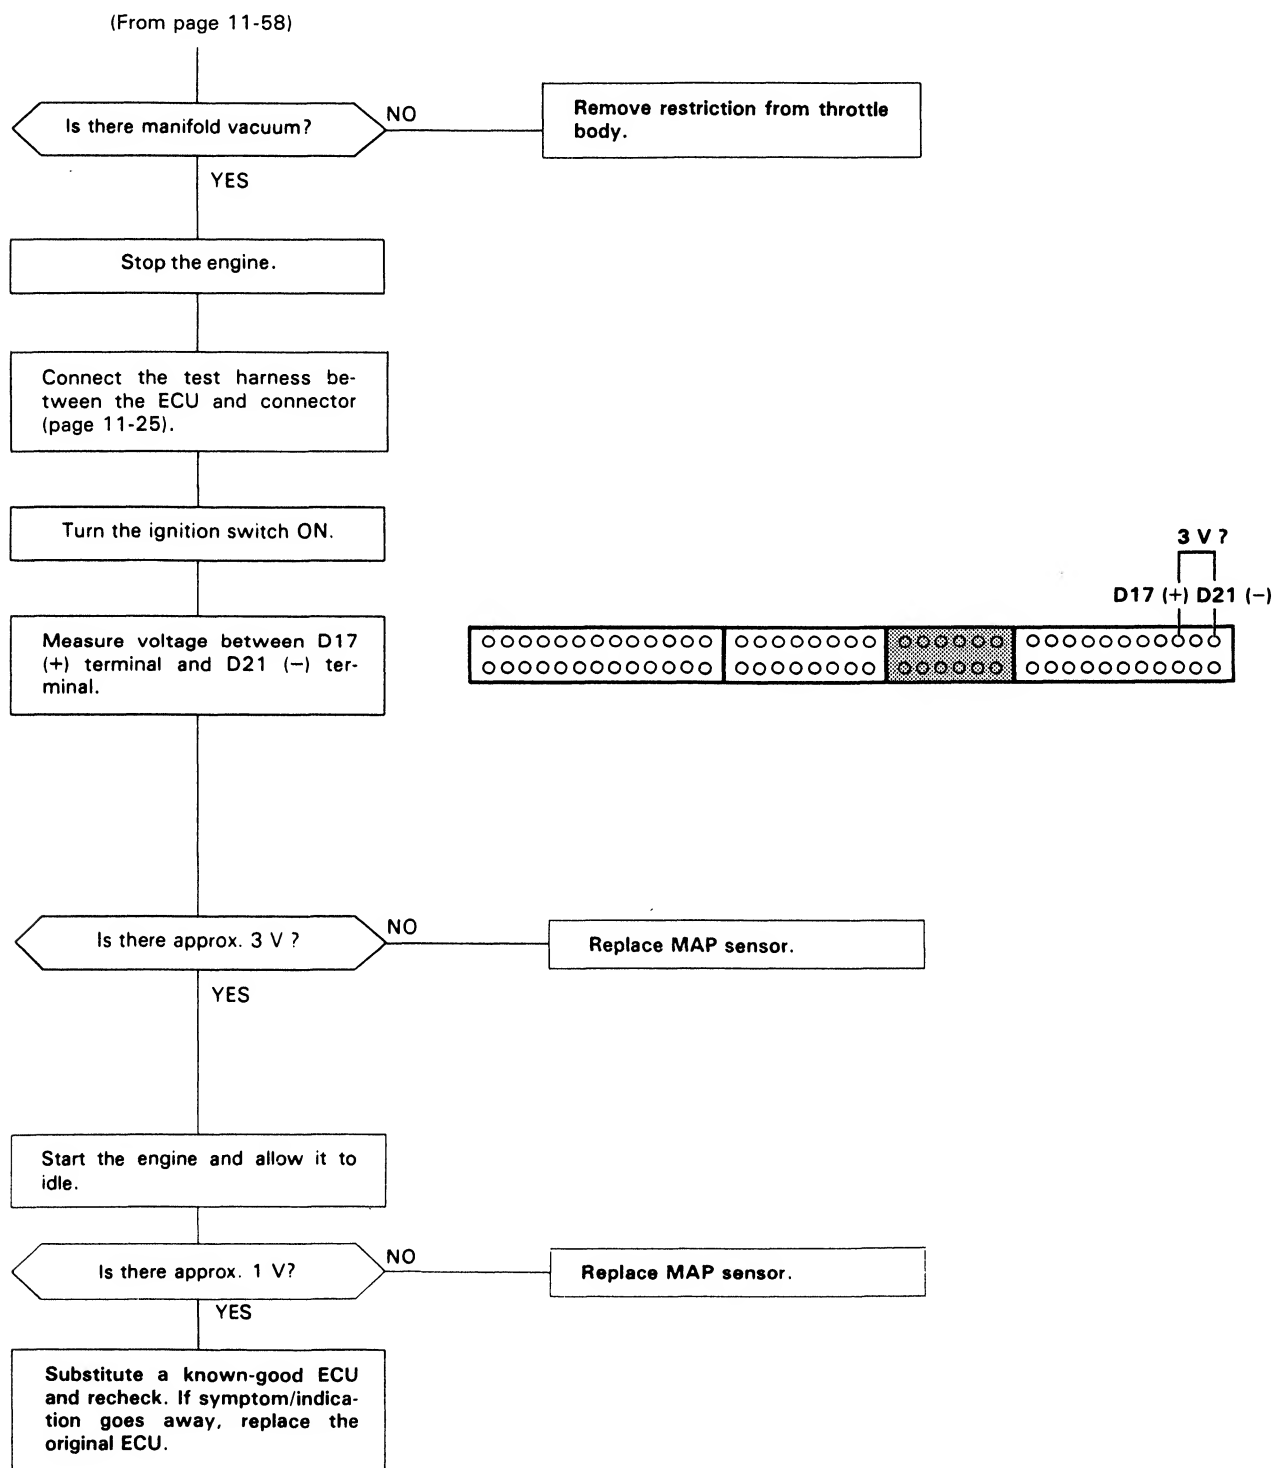 (From page 11-58)
Is there manifold vacuum?
NO
Remove restriction from throttle
body.
YES
Stop the engine.
Connect the test harness be-
tween the ECU and connector
(page 11-25).
Turn the ignition switch ON.
3 V ?
D17 (+) D21 (−)
Measure voltage between D17
(+) terminal and D21 (−) ter-
minal.
Is there approx. 3 V ?
NO
Replace MAP sensor.
YES
Start the engine and allow it to
idle.
Is there approx. 1 V?
NO
Replace MAP sensor.
YES
Substitute a known-good ECU
and recheck. If symptom/indica-
tion goes away, replace the
original ECU.